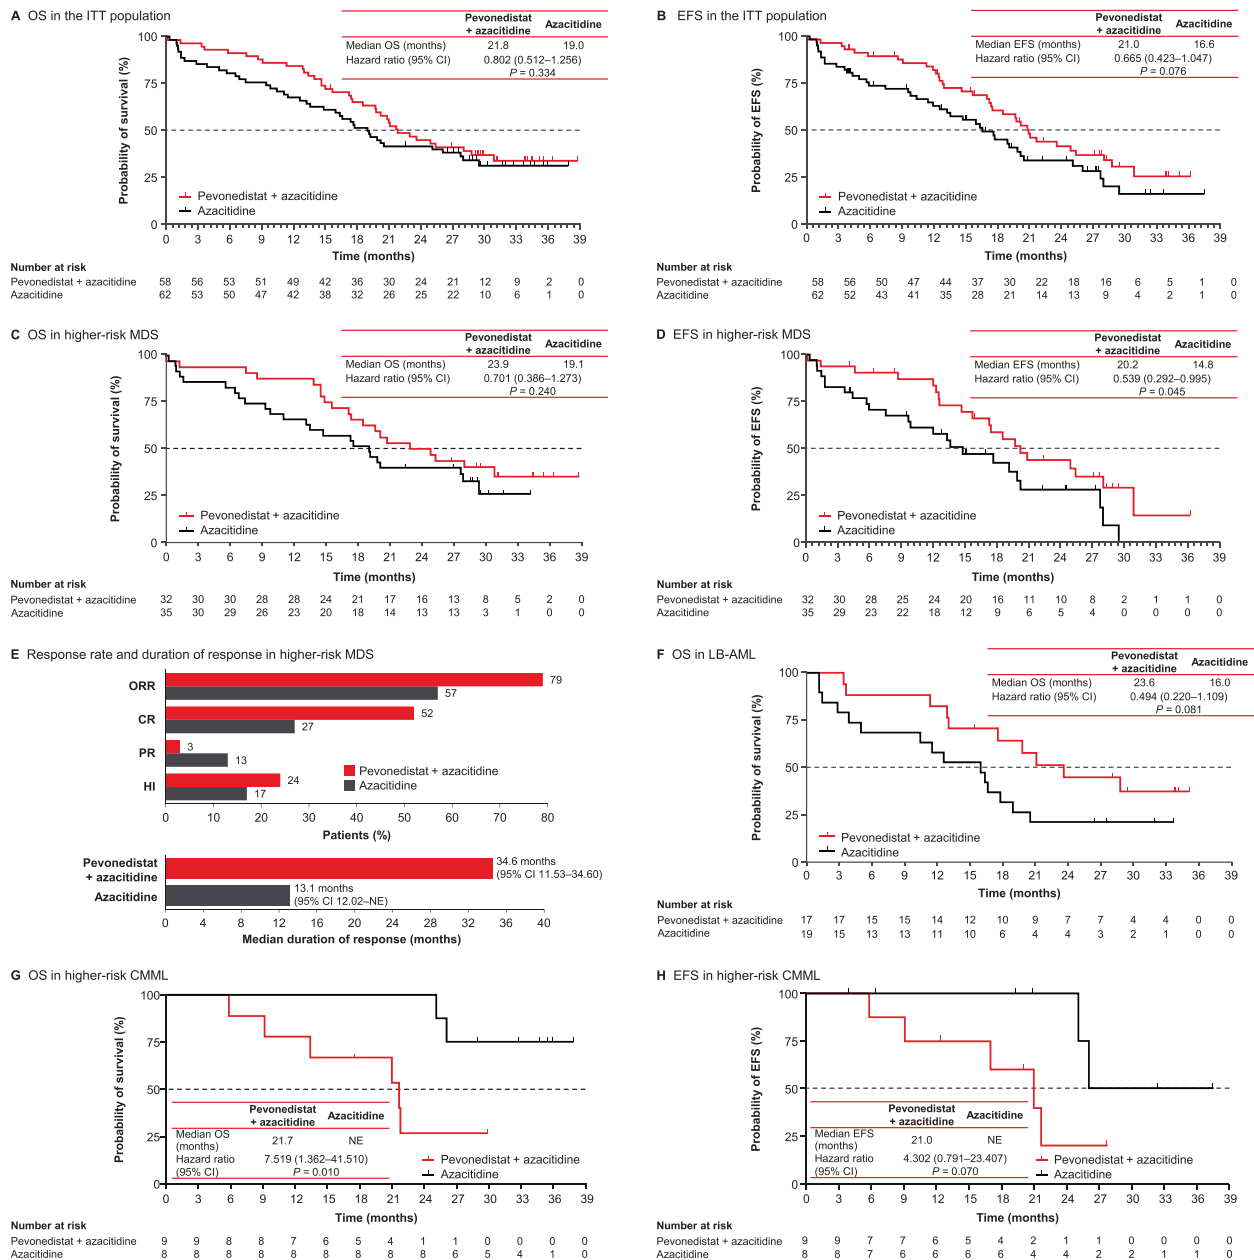 A OS in the ITT population
Pevonedistat + azacitidine Azacitidine
Median OS (months) 21.8 19.0
Hazard ratio (95% CI) 0.802 (0.512–1.256)
P = 0.334
Probability of survival (%)
100
75
50
25
0
Pevonedistat + azacitidine
Azacitidine
0 3 6 9 12 15 18 21 24 27 30 33 36 39
Time (months)
Number at risk
Pevonedistat + azacitidine 58 56 53 51 49 42 36 30 24 21 12 9 2 0
Azacitidine 62 53 50 47 42 38 32 26 25 22 10 6 1 0
B EFS in the ITT population
Pevonedistat + azacitidine Azacitidine
Median EFS (months) 21.0 16.6
Hazard ratio (95% CI) 0.665 (0.423–1.047)
P = 0.076
Probability of EFS (%)
100
75
50
25
0
Pevonedistat + azacitidine
Azacitidine
0 3 6 9 12 15 18 21 24 27 30 33 36 39
Time (months)
Number at risk
Pevonedistat + azacitidine 58 56 50 47 44 37 30 22 18 16 6 5 1 0
Azacitidine 62 52 43 41 35 28 21 14 13 9 4 2 1 0
C OS in higher-risk MDS
Pevonedistat + azacitidine Azacitidine
Median OS (months) 23.9 19.1
Hazard ratio (95% CI) 0.701 (0.386–1.273)
P = 0.240
Probability of survival (%)
100
75
50
25
0
Pevonedistat + azacitidine
Azacitidine
0 3 6 9 12 15 18 21 24 27 30 33 36 39
Time (months)
Number at risk
Pevonedistat + azacitidine 32 30 30 28 28 24 21 17 16 13 8 5 2 0
Azacitidine 35 30 29 26 23 20 18 14 13 13 3 1 0 0
D EFS in higher-risk MDS
Pevonedistat + azacitidine Azacitidine
Median EFS (months) 20.2 14.8
Hazard ratio (95% CI) 0.539 (0.292–0.995)
P = 0.045
Probability of EFS (%)
100
75
50
25
0
Pevonedistat + azacitidine
Azacitidine
0 3 6 9 12 15 18 21 24 27 30 33 36 39
Time (months)
Number at risk
Pevonedistat + azacitidine 32 30 28 25 24 20 16 11 10 8 2 1 1 0
Azacitidine 35 29 23 22 18 12 9 6 5 4 0 0 0 0
E Response rate and duration of response in higher-risk MDS
ORR 79
57
CR 52
27
PR 3
13
HI 24
17
Pevonedistat + azacitidine
Azacitidine
0 10 20 30 40 50 60 70 80
Patients (%)
Pevonedistat + azacitidine
34.6 months
(95% CI 11.53–34.60)
Azacitidine
13.1 months
(95% CI 12.02–NE)
0 4 8 12 16 20 24 28 32 36 40
Median duration of response (months)
F OS in LB-AML
Pevonedistat + azacitidine Azacitidine
Median OS (months) 23.6 16.0
Hazard ratio (95% CI) 0.494 (0.220–1.109)
P = 0.081
Probability of survival (%)
100
75
50
25
0
Pevonedistat + azacitidine
Azacitidine
0 3 6 9 12 15 18 21 24 27 30 33 36 39
Time (months)
Number at risk
Pevonedistat + azacitidine 17 17 15 15 14 12 10 9 7 7 4 4 0 0
Azacitidine 19 15 13 13 11 10 6 4 4 3 2 1 0 0
G OS in higher-risk CMML
Probability of survival (%)
100
75
50
25
0
Pevonedistat + azacitidine Azacitidine
Median OS (months) 21.7 NE
Hazard ratio (95% CI) 7.519 (1.362–41.510)
P = 0.010
Pevonedistat + azacitidine
Azacitidine
0 3 6 9 12 15 18 21 24 27 30 33 36 39
Time (months)
Number at risk
Pevonedistat + azacitidine 9 9 8 8 7 6 5 4 1 1 0 0 0 0
Azacitidine 8 8 8 8 8 8 8 8 8 6 5 4 1 0
H EFS in higher-risk CMML
Probability of EFS (%)
100
75
50
25
0
Pevonedistat + azacitidine Azacitidine
Median EFS (months) 21.0 NE
Hazard ratio (95% CI) 4.302 (0.791–23.407)
P = 0.070
Pevonedistat + azacitidine
Azacitidine
0 3 6 9 12 15 18 21 24 27 30 33 36 39
Time (months)
Number at risk
Pevonedistat + azacitidine 9 9 7 7 6 5 4 2 1 1 0 0 0 0
Azacitidine 8 8 7 6 6 6 6 4 4 2 2 1 1 0